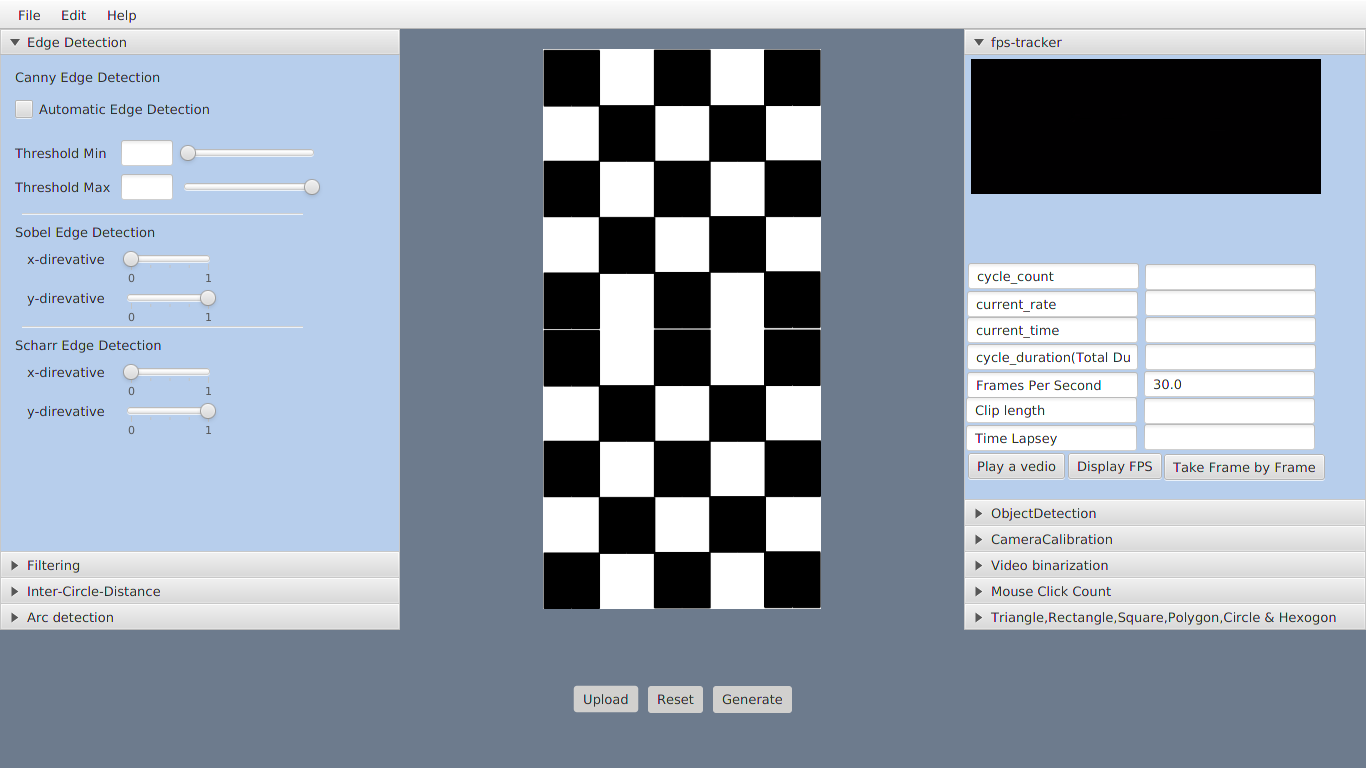 File Edit Help
Edge Detection
Canny Edge Detection
Automatic Edge Detection
Threshold Min
Threshold Max
Sobel Edge Detection
x-direvative
0 1
y-direvative
0 1
Scharr Edge Detection
x-direvative
0 1
y-direvative
0 1
Filtering
Inter-Circle-Distance
Arc detection
fps-tracker
cycle_count
current_rate
current_time
cycle_duration(Total Du
Frames Per Second 30.0
Clip length
Time Lapsey
Play a vedio Display FPS Take Frame by Frame
ObjectDetection
CameraCalibration
Video binarization
Mouse Click Count
Triangle,Rectangle,Square,Polygon,Circle & Hexogon
Upload Reset Generate